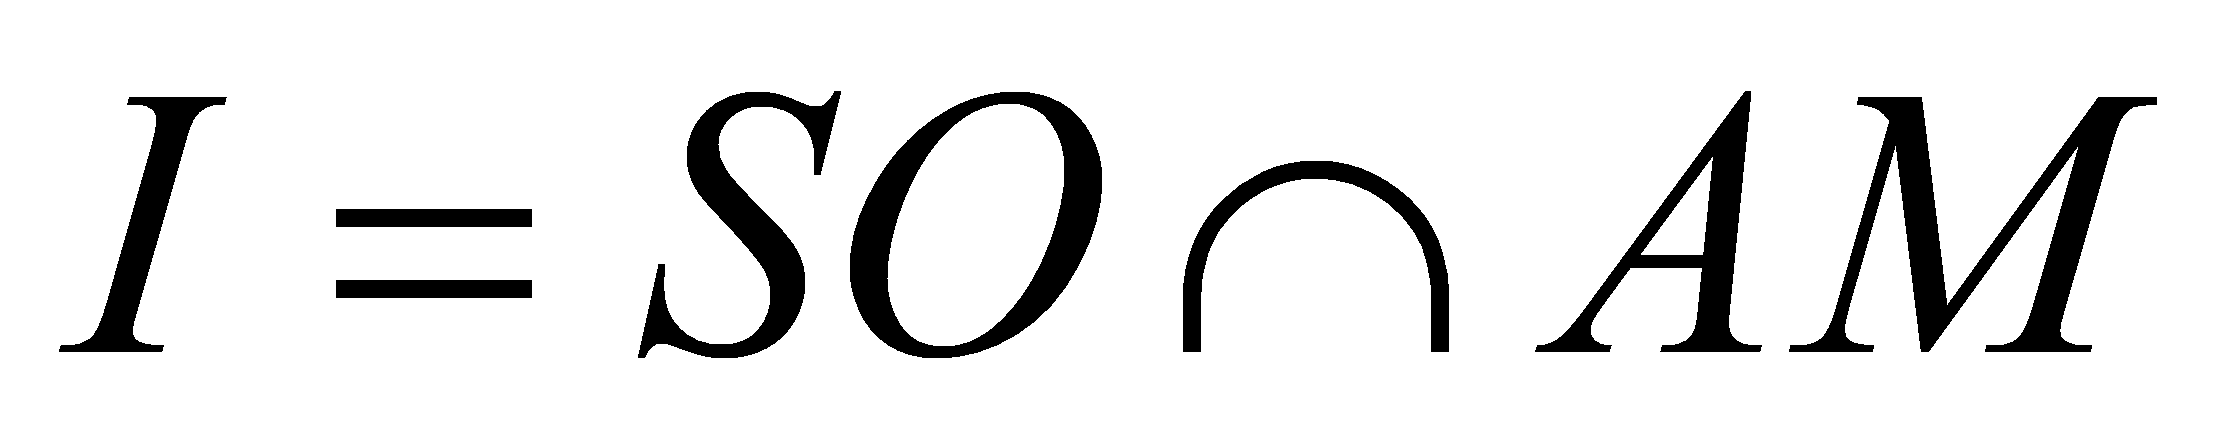 I = SO ∩ AM